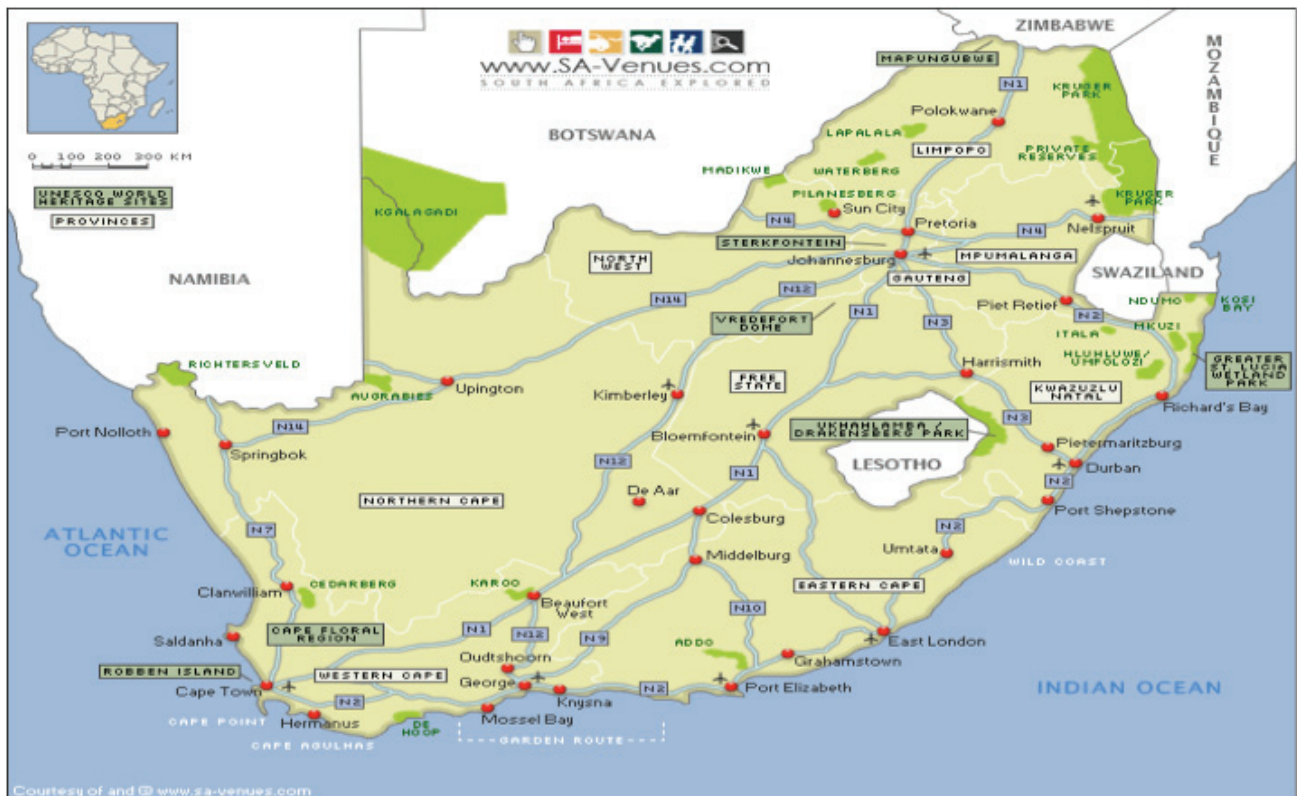 ZIMBABWE
MOZAMBIQUE
www.SA-Venues.com
SOUTH AFRICA EXPLORED
MAPUNGUBWE
N1
KRUGER
PARK
Polokwane
BOTSWANA
LAPALALA
LIMPOPO
PRIVATE
RESERVES
0 100 200 300 KM
MADIKWE
WATERBERG
UNESCO WORLD
HERITAGE SITES
PROVINCES
PILANESBERG
KRUGER
PARK
KGALAGADI
Sun City
N4
Pretoria
N4
Nelspruit
STERKFONTEIN
Johannesburg
MPUMALANGA
NORTH
WEST
GAUTENG
SWAZILAND
NAMIBIA
N14
N12
N1
N3
Piet Retief
N2
NDUMO
KOSI
BAY
VREDEFORT
DOME
ITALA
MKUZI
HLUHLUWE/
UMFOLOZI
GREATER
ST. LUCIA
WETLAND
PARK
RICHTERSVELD
Harrismith
FREE
STATE
KWAZUZLU
NATAL
AUGRABIES
Upington
Kimberley
Richard's Bay
Port Nolloth
N14
Springbok
Bloemfontein
UKHAHLAMBA /
DRAKENSBERG PARK
N3
Pietermaritzburg
LESOTHO
Durban
N12
N1
N2
NORTHERN CAPE
De Aar
Colesburg
Port Shepstone
ATLANTIC
OCEAN
N7
N2
Middelburg
Umtata
WILD COAST
Clanwilliam
CEDARBERG
KAROO
Beaufort
West
EASTERN CAPE
N10
Saldanha
CAPE FLORAL
REGION
N1
N12
N9
ADDO
East London
Grahamstown
ROBBEN ISLAND
Oudtshoorn
WESTERN CAPE
Cape Town
George
Knysna
N2
Port Elizabeth
INDIAN OCEAN
N2
CAPE POINT
Hermanus
DE
HOOP
Mossel Bay
CAPE AGULHAS
GARDEN ROUTE
Courtesy of and © www.sa-venues.com